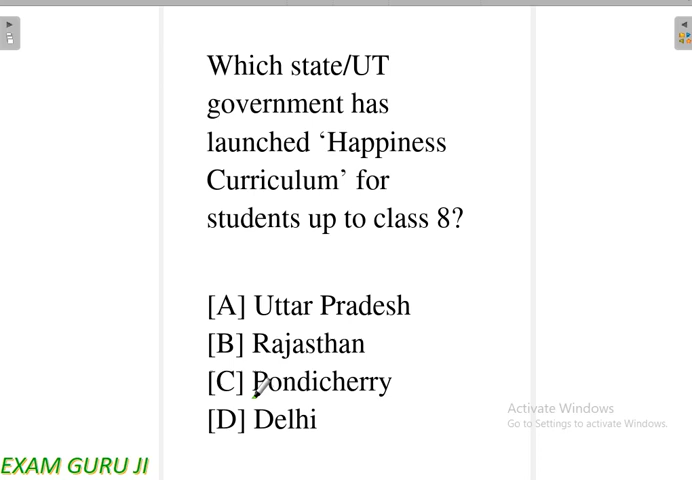 Which state/UT
government has
launched ‘Happiness
Curriculum’ for
students up to class 8?
[A] Uttar Pradesh
[B] Rajasthan
[C] Pondicherry
[D] Delhi
Activate Windows
Go to Settings to activate Windows.
EXAM GURU JI